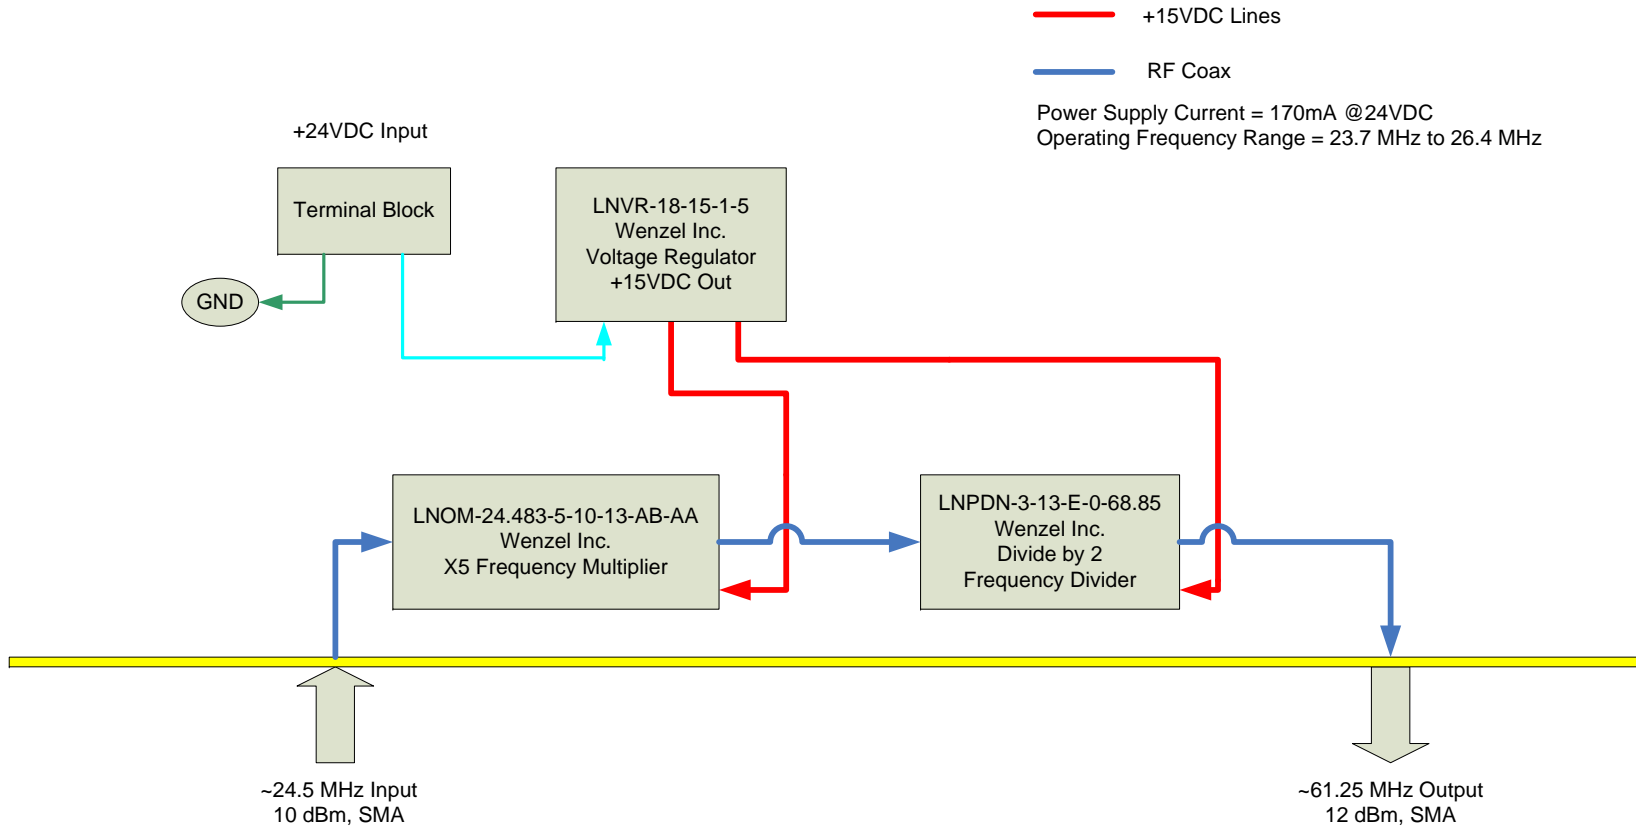 +15VDC Lines
RF Coax
Power Supply Current = 170mA @24VDC
Operating Frequency Range = 23.7 MHz to 26.4 MHz
+24VDC Input
Terminal Block
LNVR-18-15-1-5
Wenzel Inc.
Voltage Regulator
+15VDC Out
GND
LNOM-24.483-5-10-13-AB-AA
Wenzel Inc.
X5 Frequency Multiplier
LNPDN-3-13-E-0-68.85
Wenzel Inc.
Divide by 2
Frequency Divider
~24.5 MHz Input
10 dBm, SMA
~61.25 MHz Output
12 dBm, SMA